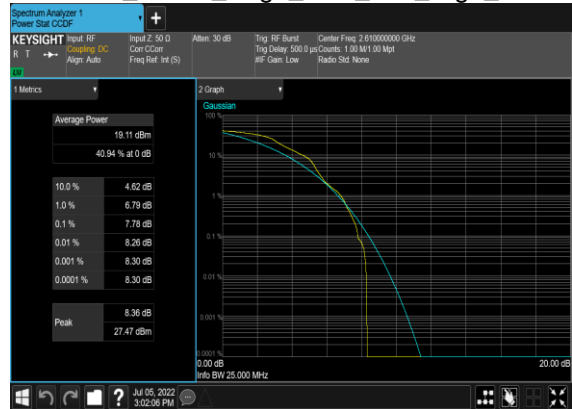 Spectrum Analyzer 1
Power Stat CCDF
KEYSIGHT
R T
LXI
Input: RF
Coupling: DC
Align: Auto
Input Z: 50 Ω
Corr CCorr
Freq Ref: Int (S)
Atten: 30 dB
Trig: RF Burst
Trig Delay: 500.0 µs
#IF Gain: Low
Center Freq: 2.610000000 GHz
Counts: 1.00 M/1.00 Mpt
Radio Std: None
1 Metrics
Average Power
19.11 dBm
40.94 % at 0 dB
10.0 % 4.62 dB
1.0 % 6.79 dB
0.1 % 7.78 dB
0.01 % 8.26 dB
0.001 % 8.30 dB
0.0001 % 8.30 dB
Peak
8.36 dB
27.47 dBm
2 Graph
Gaussian
100 %
10 %
1 %
0.1 %
0.01 %
0.001 %
0.0001 %
0.00 dB 20.00 dB
Info BW 25.000 MHz
?
Jul 05, 2022
3:02:06 PM